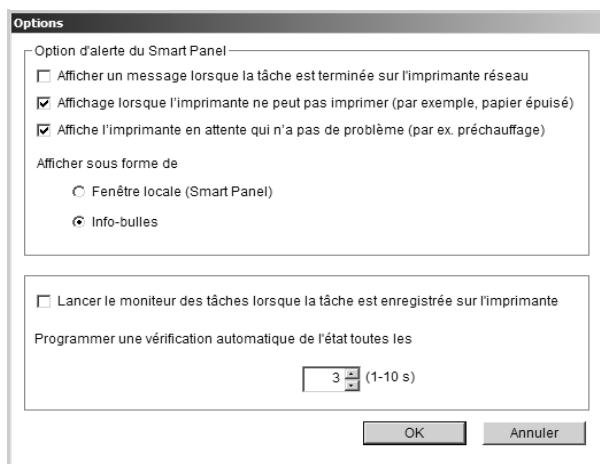 Options
Option d'alerte du Smart Panel
Afficher un message lorsque la tâche est terminée sur l'imprimante réseau
Affichage lorsque l'imprimante ne peut pas imprimer (par exemple, papier épuisé)
Affiche l'imprimante en attente qui n'a pas de problème (par ex. préchauffage)
Afficher sous forme de
Fenêtre locale (Smart Panel)
Info-bulles
Lancer le moniteur des tâches lorsque la tâche est enregistrée sur l'imprimante
Programmer une vérification automatique de l'état toutes les
3 (1-10 s)
OK Annuler